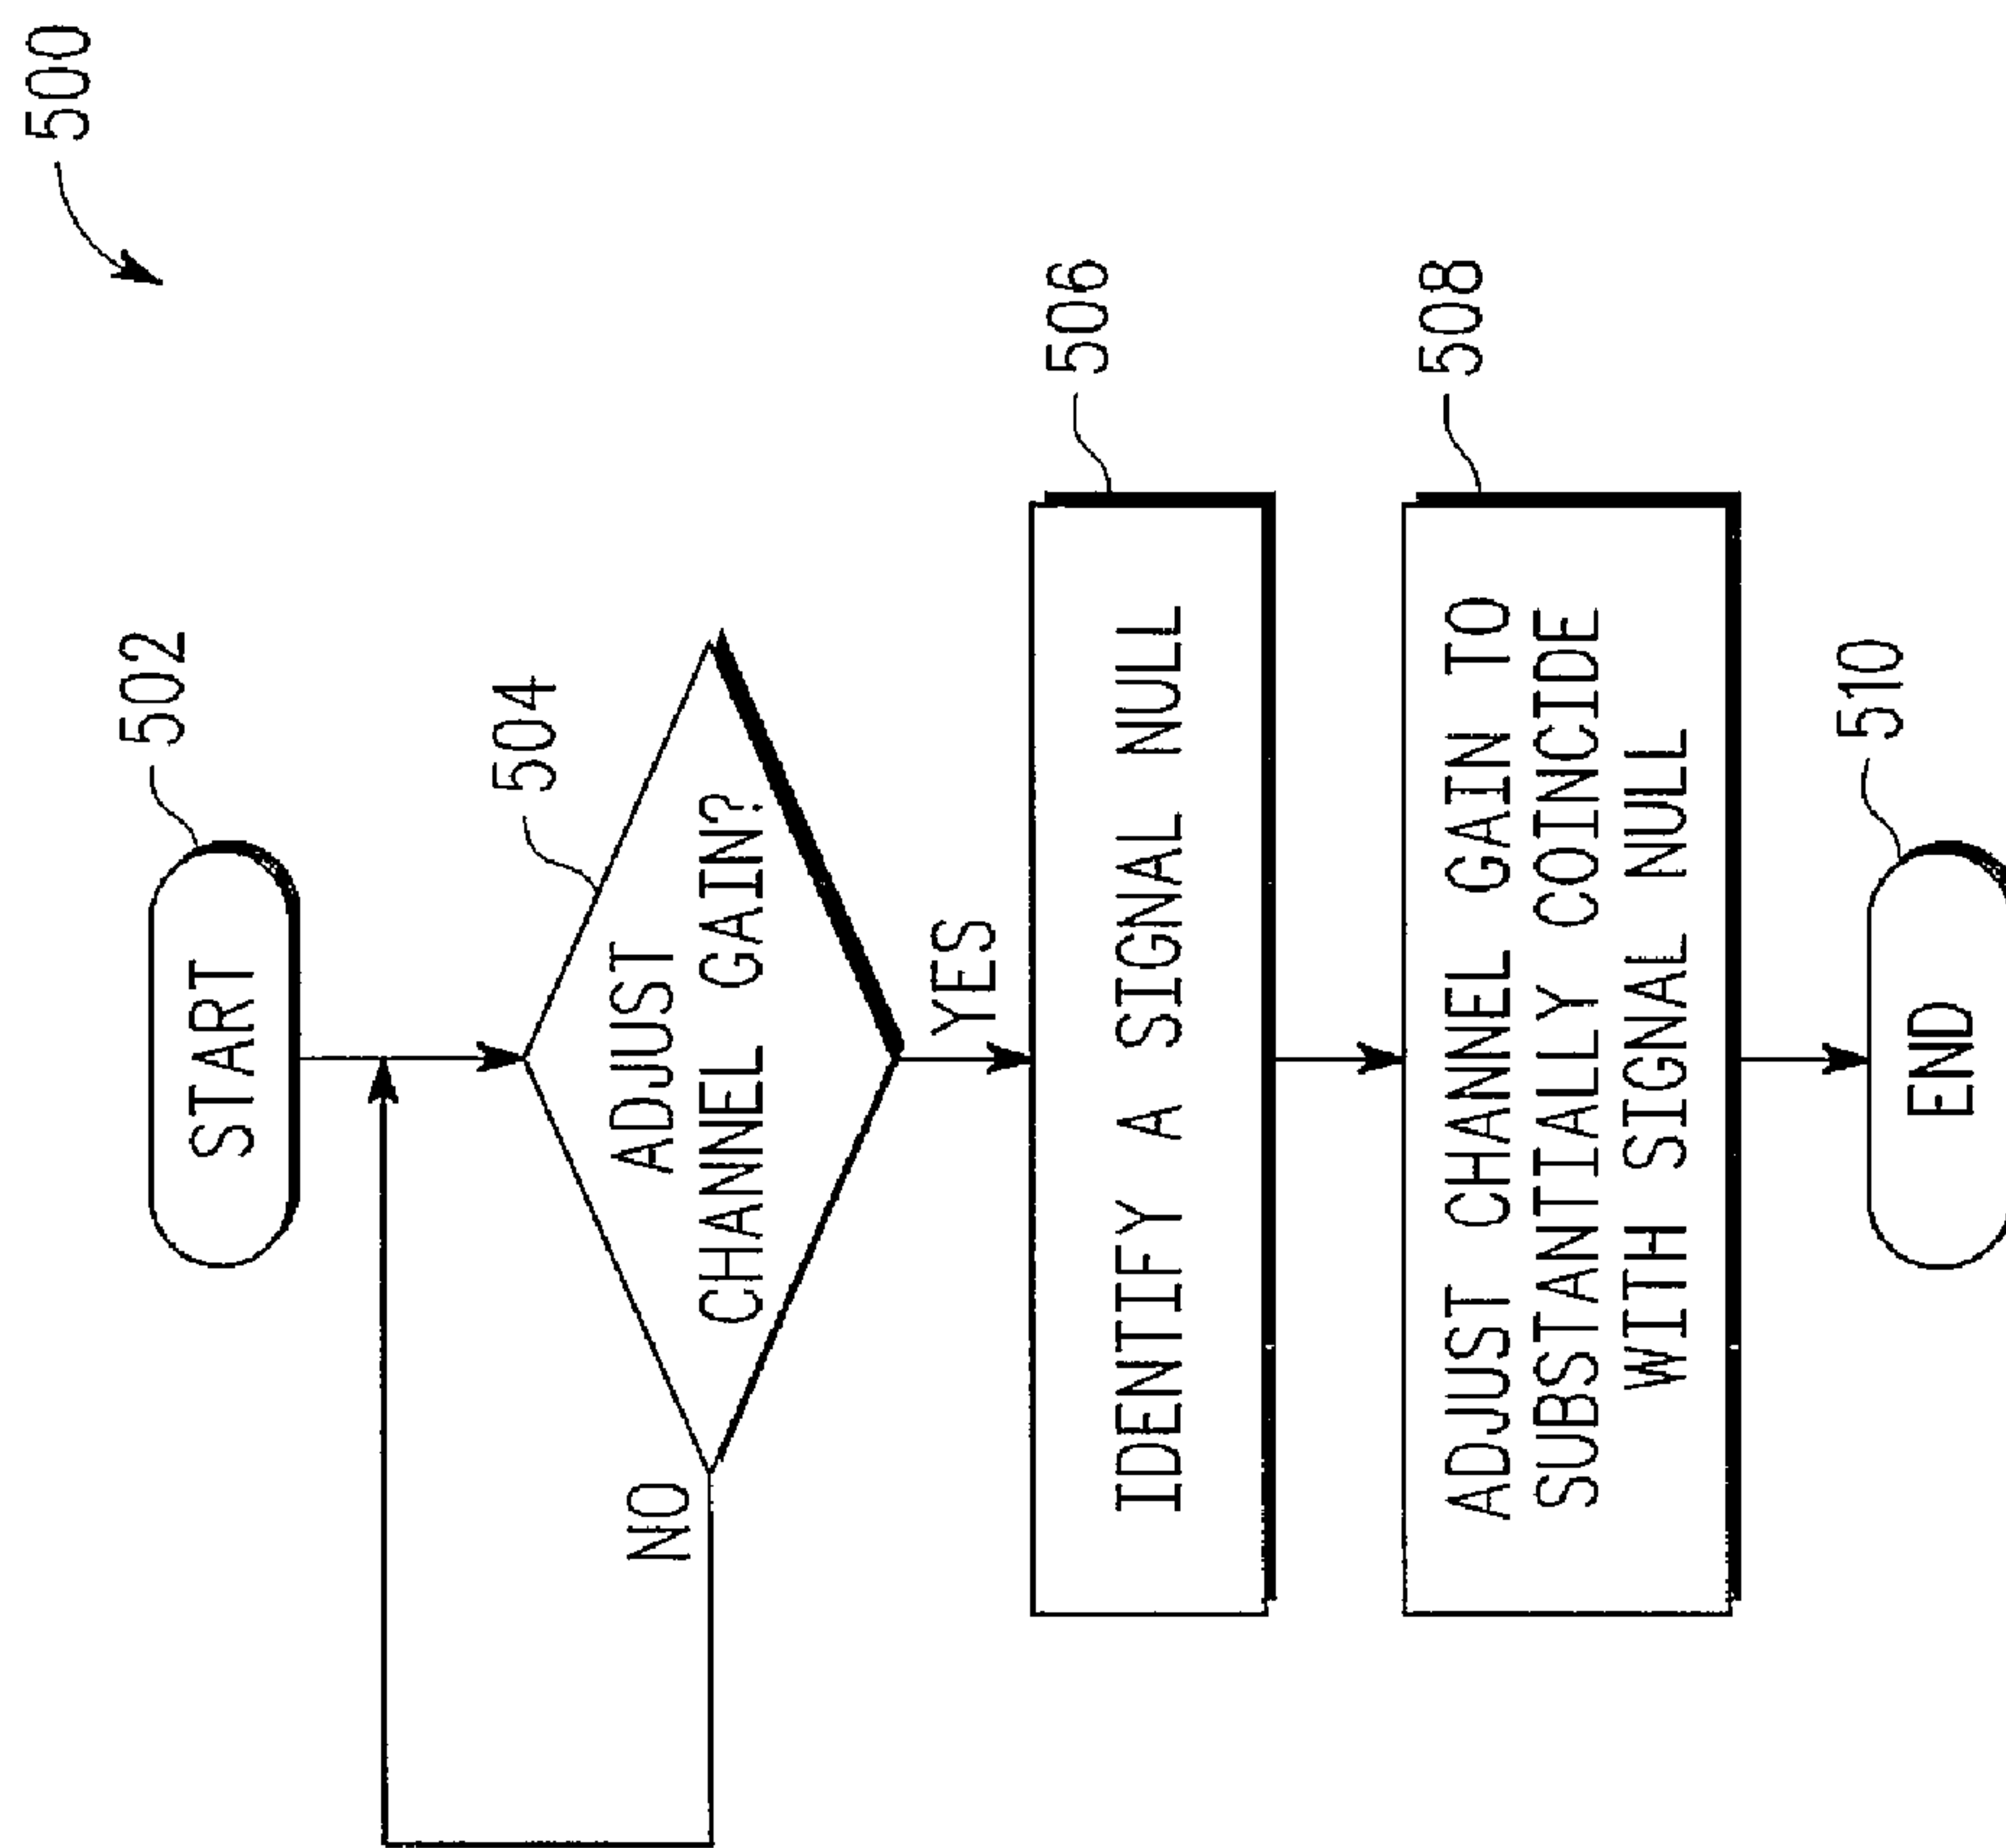 500
502
START
504
ADJUST
CHANNEL GAIN?
NO
YES
506
IDENTIFY A SIGNAL NULL
508
ADJUST CHANNEL GAIN TO
SUBSTANTIALLY COINCIDE
WITH SIGNAL NULL
510
END